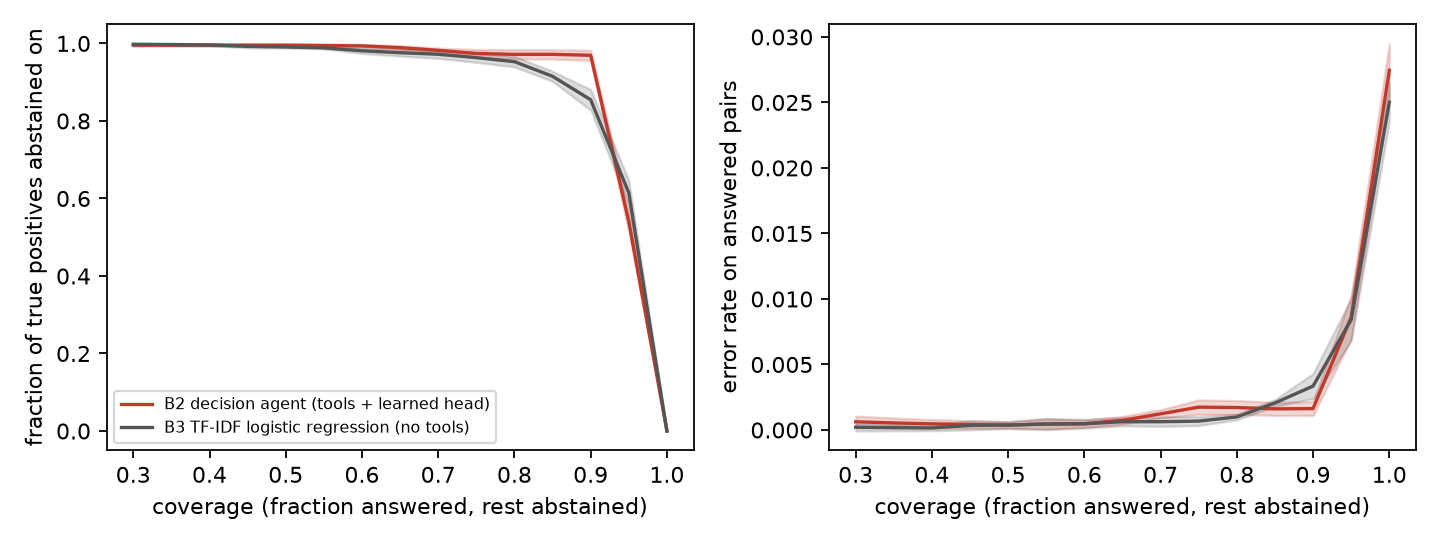 fraction of true positives abstained on
1.0
0.8
0.6
0.4
0.2
0.0
B2 decision agent (tools + learned head)
B3 TF-IDF logistic regression (no tools)
0.3 0.4 0.5 0.6 0.7 0.8 0.9 1.0
coverage (fraction answered, rest abstained)
error rate on answered pairs
0.030
0.025
0.020
0.015
0.010
0.005
0.000
0.3 0.4 0.5 0.6 0.7 0.8 0.9 1.0
coverage (fraction answered, rest abstained)